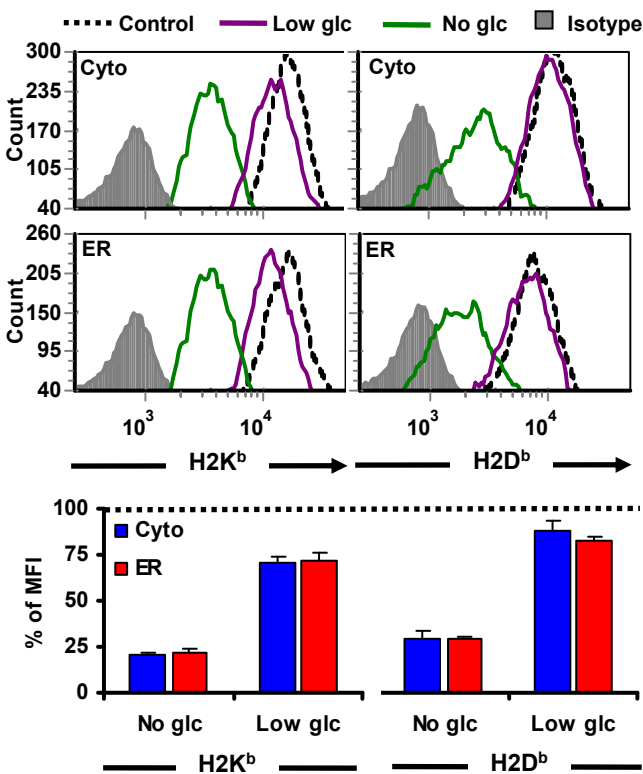 Control Low glc No glc Isotype
300 Cyto Cyto
235
170
105
40
Count
260 ER ER
205
150
95
40
Count
10³ 10⁴ 10³ 10⁴
H2Kᵇ H2Dᵇ
100
75
50
25
0
% of MFI
Cyto
ER
No glc Low glc No glc Low glc
H2Kᵇ H2Dᵇ